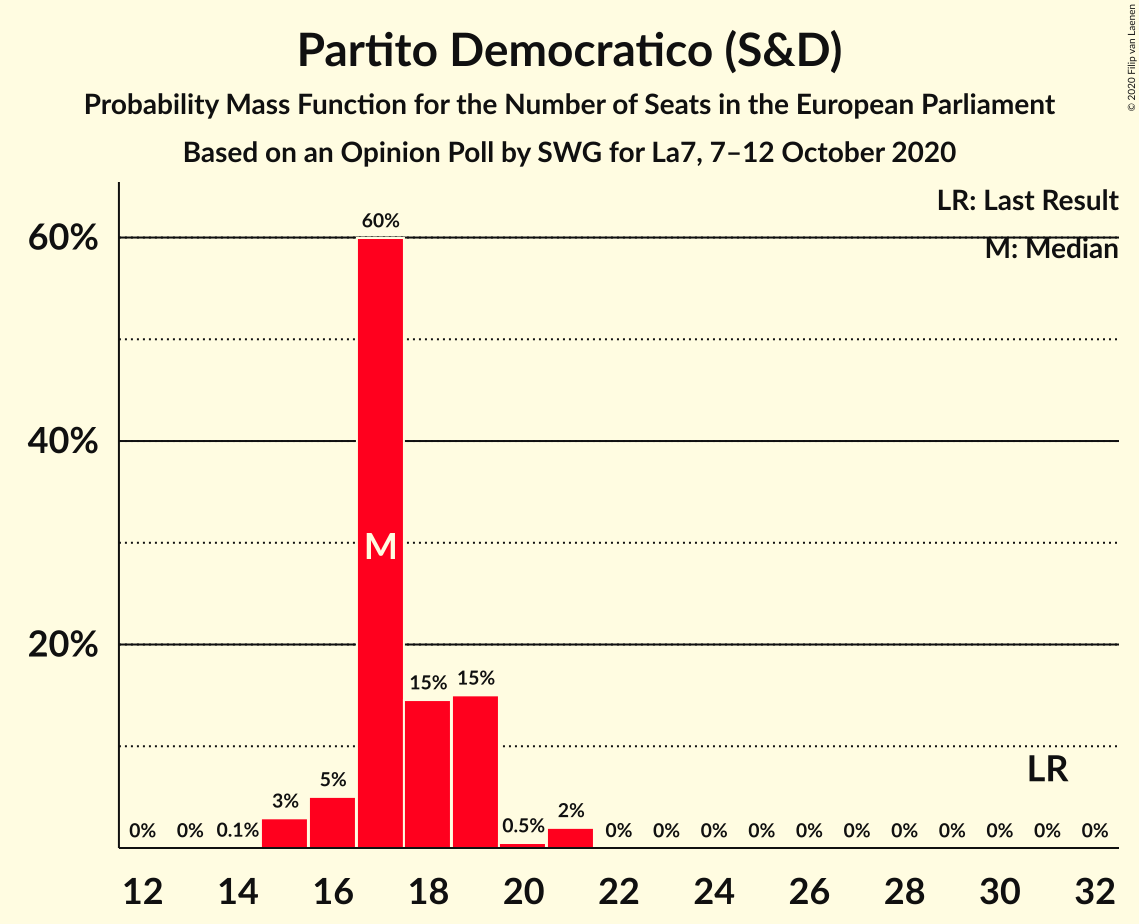 Partito Democratico (S&D)
Probability Mass Function for the Number of Seats in the European Parliament
Based on an Opinion Poll by SWG for La7, 7–12 October 2020
© 2020 Filip van Laenen
LR: Last Result
M: Median
60%
40%
20%
0% 0% 0.1% 3% 5% 60% 15% 15% 0.5% 2% 0% 0% 0% 0% 0% 0% 0% 0% 0% 0% 0%
M
LR
12 14 16 18 20 22 24 26 28 30 32